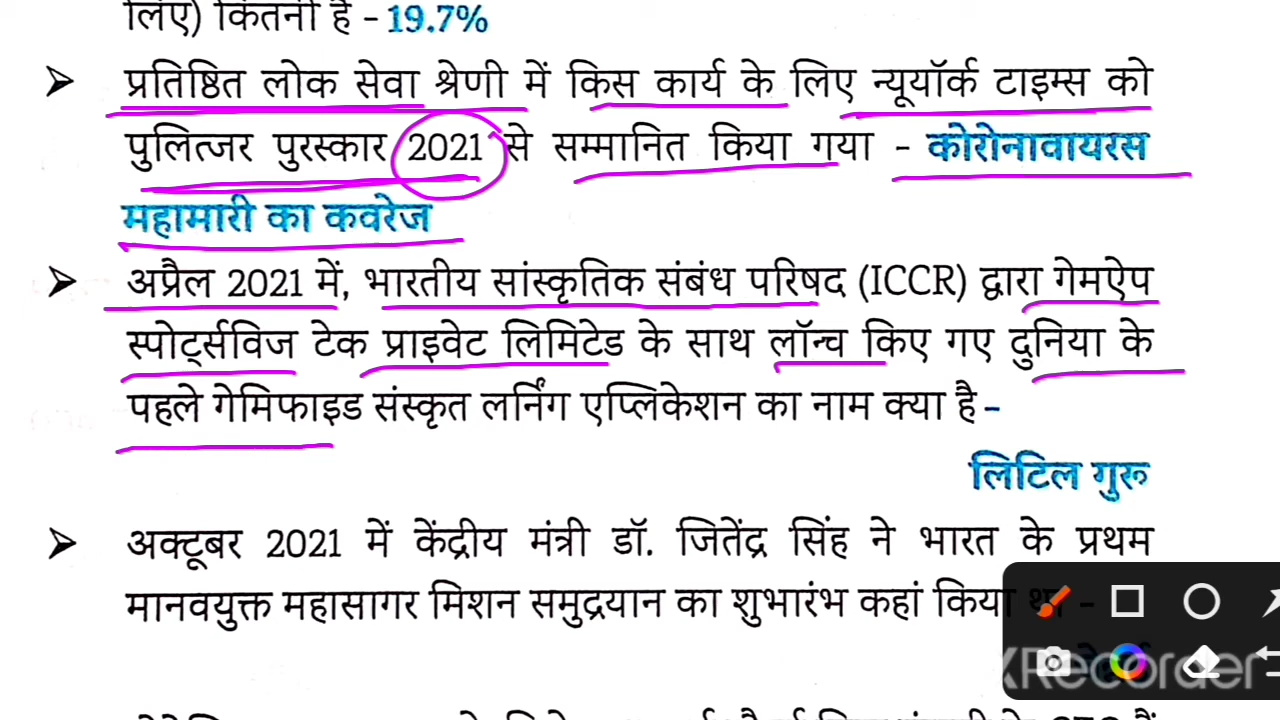 लिए) कितनी है - 19.7%
➤ प्रतिष्ठित लोक सेवा श्रेणी में किस कार्य के लिए न्यूयॉर्क टाइम्स को
पुलित्जर पुरस्कार 2021 से सम्मानित किया गया - कोरोनावायरस
महामारी का कवरेज
➤ अप्रैल 2021 में, भारतीय सांस्कृतिक संबंध परिषद (ICCR) द्वारा गेमऐप
स्पोर्ट्सविज टेक प्राइवेट लिमिटेड के साथ लॉन्च किए गए दुनिया के
पहले गेमिफाइड संस्कृत लर्निंग एप्लिकेशन का नाम क्या है -
लिटिल गुरू
➤ अक्टूबर 2021 में केंद्रीय मंत्री डॉ. जितेंद्र सिंह ने भारत के प्रथम
मानवयुक्त महासागर मिशन समुद्रयान का शुभारंभ कहां किया था -
XRecorder